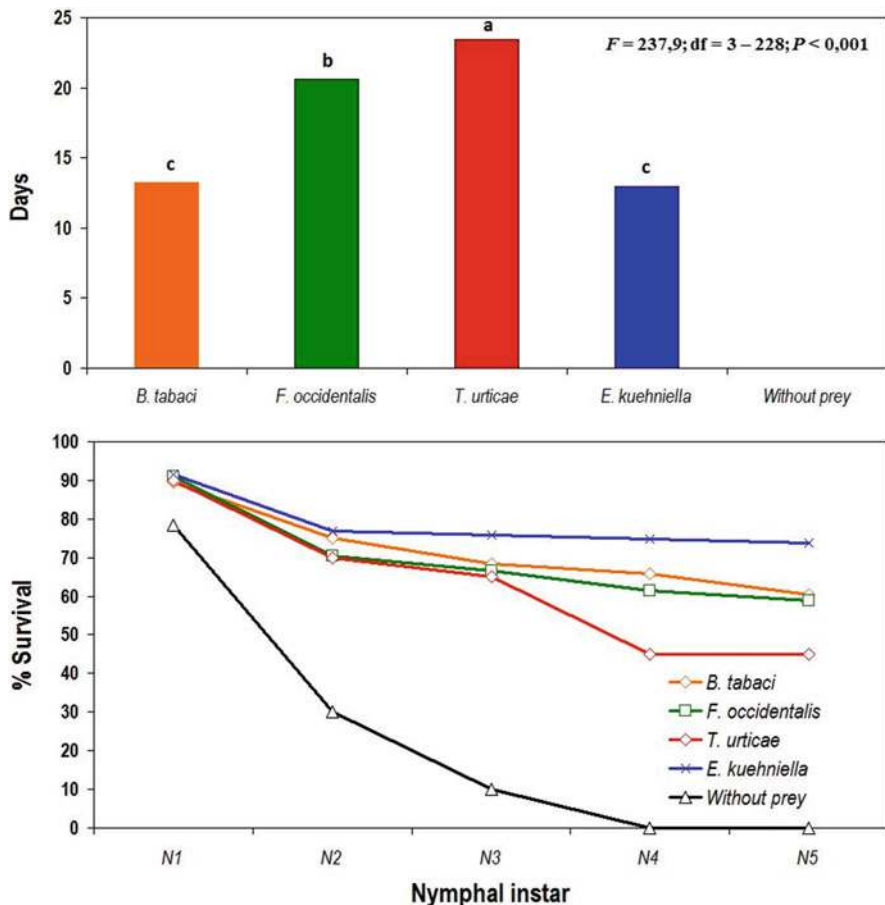 25
20
15
10
5
0
Days
c
b
a
c
F = 237,9; df = 3 – 228; P < 0,001
B. tabaci
F. occidentalis
T. urticae
E. kuehniella
Without prey
100
90
80
70
60
50
40
30
20
10
0
% Survival
B. tabaci
F. occidentalis
T. urticae
E. kuehniella
Without prey
N1
N2
N3
N4
N5
Nymphal instar